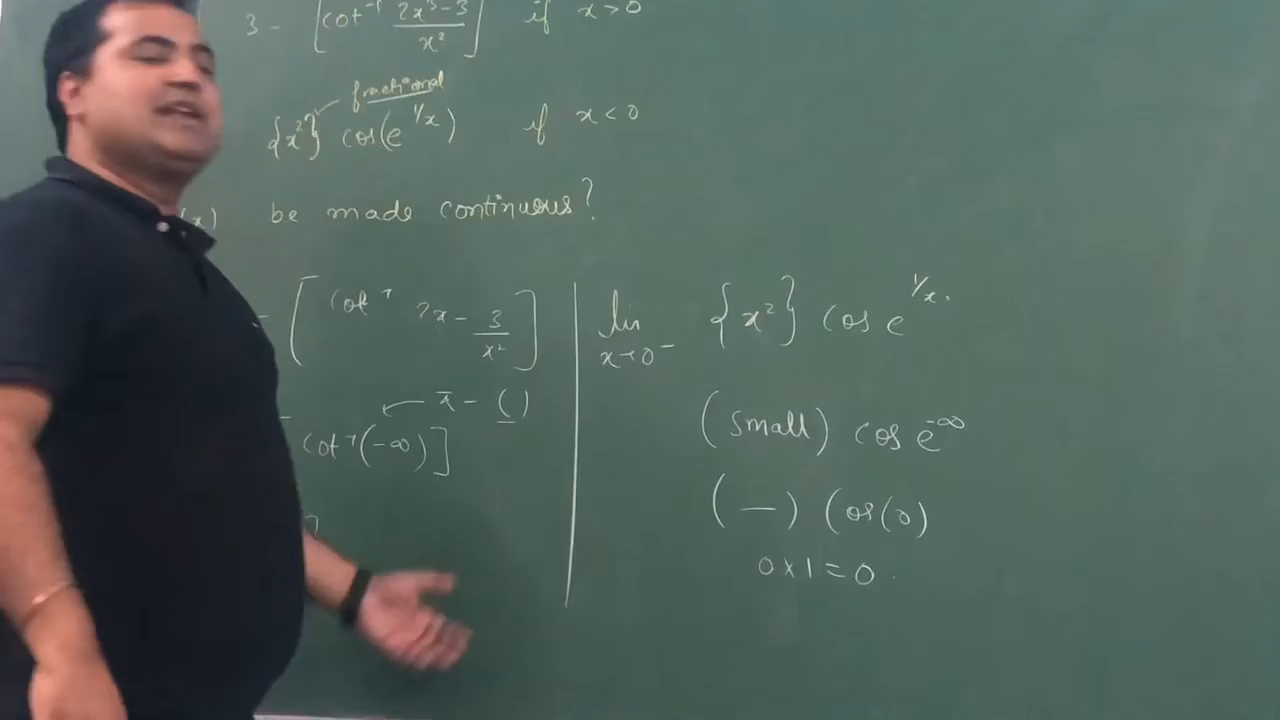 3 - [cot⁻¹ (2x³-3)/x²] if x>0
fractional
{x²} cos(e^(1/x)) if x<0
(x) be made continuous?
- [cot⁻¹ 2x - 3/x²]
π - ( )
cot⁻¹(-∞)]
lim x→0⁻ {x²} cos e^(1/x).
(small) cos e^(-∞)
( — ) cos(0)
0 x 1 = 0.